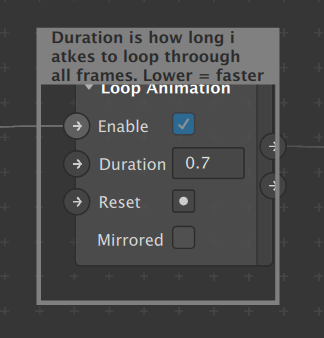 Duration is how long i
atkes to loop throough
all frames. Lower = faster
Loop Animation
Enable
Duration 0.7
Reset
Mirrored